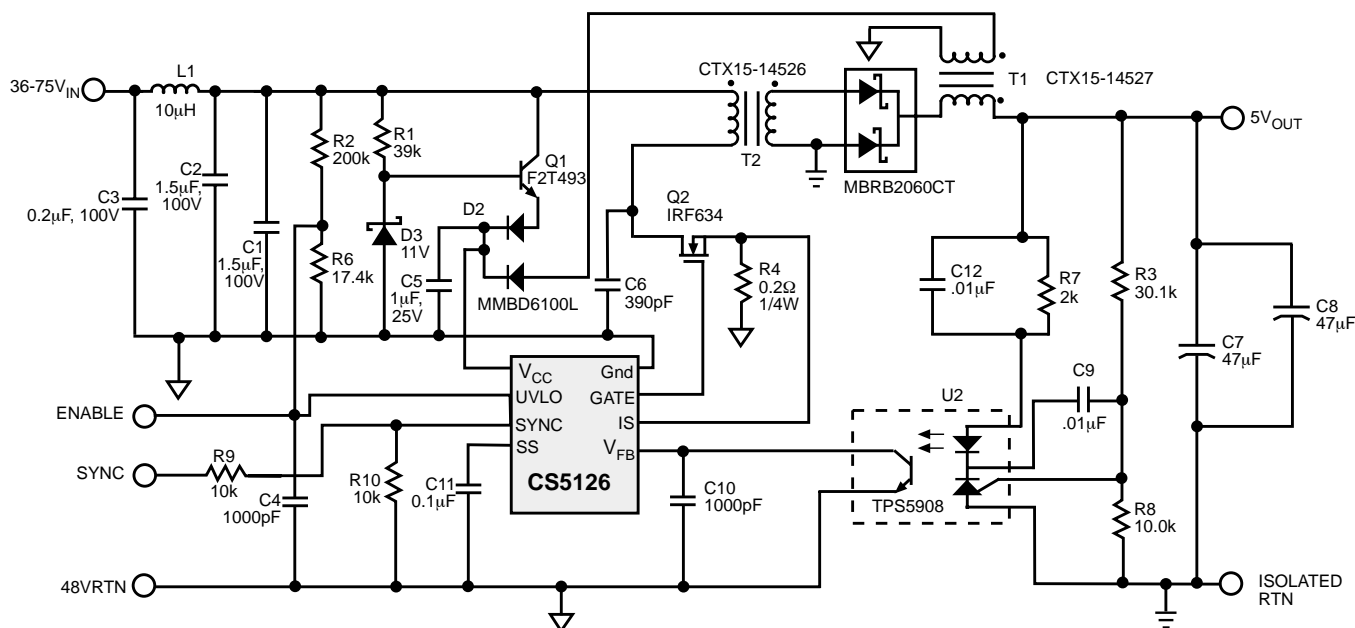 36-75V_IN
L1
10µH
C3
0.2µF, 100V
C2
1.5µF,
100V
C1
1.5µF,
100V
R2
200k
R6
17.4k
R1
39k
D3
11V
Q1
F2T493
D2
MMBD6100L
C5
1µF,
25V
C6
390pF
CTX15-14526
T2
Q2
IRF634
R4
0.2Ω
1/4W
MBRB2060CT
T1
CTX15-14527
5V_OUT
C12
.01µF
R7
2k
R3
30.1k
C7
47µF
C8
47µF
C9
.01µF
U2
TPS5908
R8
10.0k
ENABLE
SYNC
R9
10k
C4
1000pF
R10
10k
C11
0.1µF
V_CC
UVLO
SYNC
SS
Gnd
GATE
IS
V_FB
CS5126
C10
1000pF
48VRTN
ISOLATED
RTN